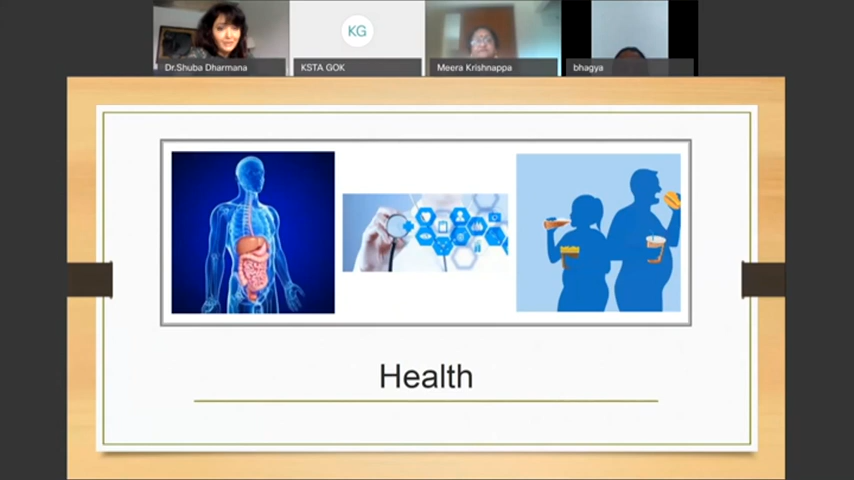 KG
Dr.Shuba Dharmana
KSTA GOK
Meera Krishnappa
bhagya
Health